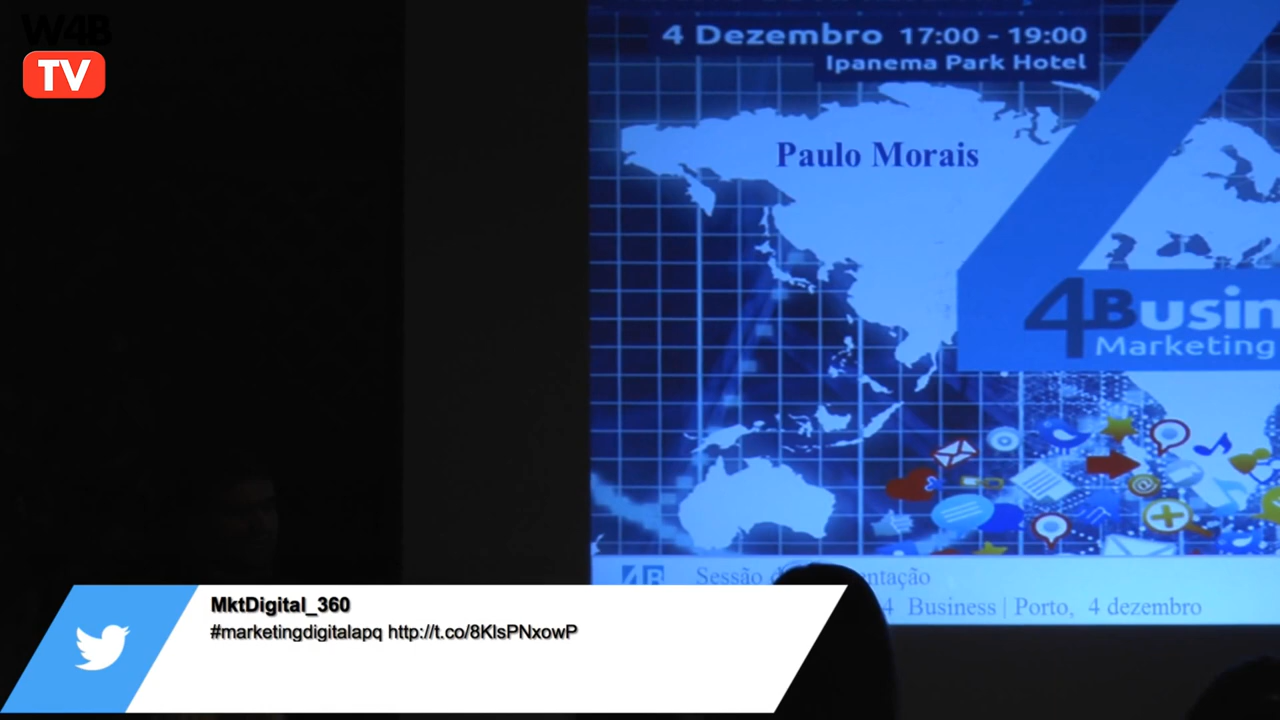 W4B
TV
4 Dezembro 17:00 - 19:00
Ipanema Park Hotel
Paulo Morais
4Busin
Marketing
4B
Sessão d ntação
4 Business | Porto, 4 dezembro
MktDigital_360
#marketingdigitalapq http://t.co/8KlsPNxowP